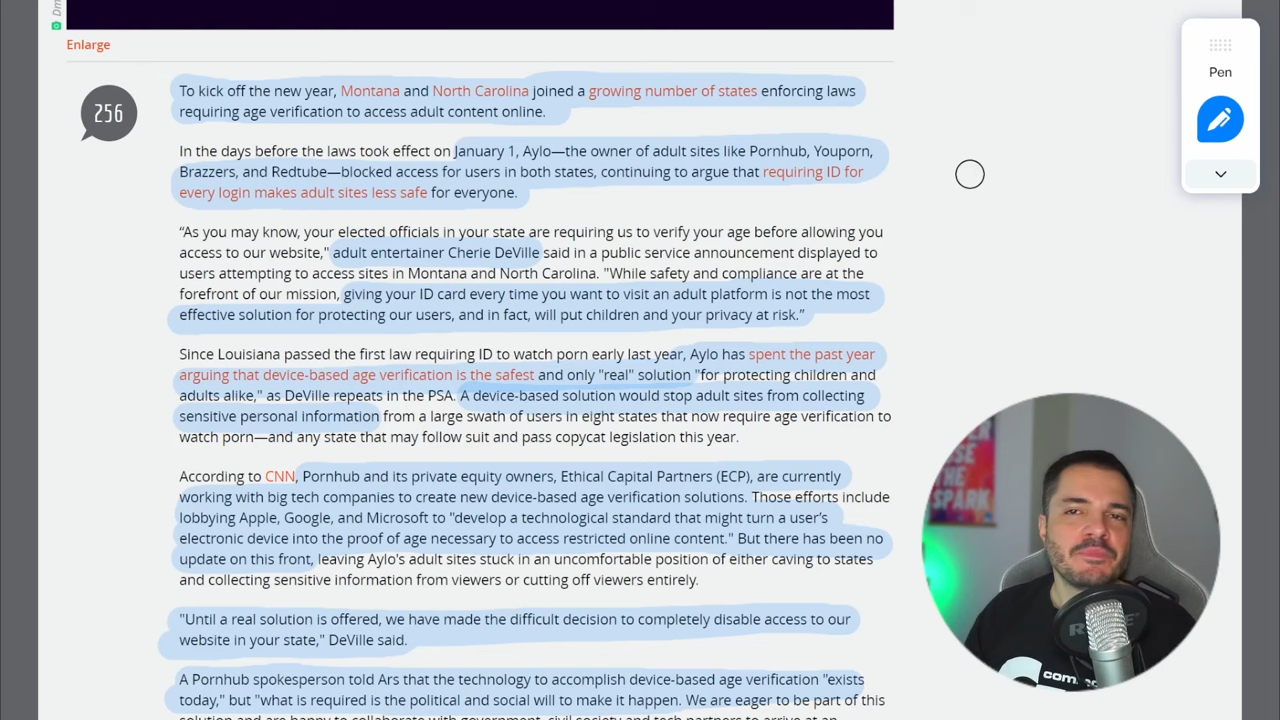 Enlarge
256
To kick off the new year, Montana and North Carolina joined a growing number of states enforcing laws
requiring age verification to access adult content online.
In the days before the laws took effect on January 1, Aylo—the owner of adult sites like Pornhub, Youporn,
Brazzers, and Redtube—blocked access for users in both states, continuing to argue that requiring ID for
every login makes adult sites less safe for everyone.
“As you may know, your elected officials in your state are requiring us to verify your age before allowing you
access to our website," adult entertainer Cherie DeVille said in a public service announcement displayed to
users attempting to access sites in Montana and North Carolina. "While safety and compliance are at the
forefront of our mission, giving your ID card every time you want to visit an adult platform is not the most
effective solution for protecting our users, and in fact, will put children and your privacy at risk.”
Since Louisiana passed the first law requiring ID to watch porn early last year, Aylo has spent the past year
arguing that device-based age verification is the safest and only "real" solution "for protecting children and
adults alike," as DeVille repeats in the PSA. A device-based solution would stop adult sites from collecting
sensitive personal information from a large swath of users in eight states that now require age verification to
watch porn—and any state that may follow suit and pass copycat legislation this year.
According to CNN, Pornhub and its private equity owners, Ethical Capital Partners (ECP), are currently
working with big tech companies to create new device-based age verification solutions. Those efforts include
lobbying Apple, Google, and Microsoft to "develop a technological standard that might turn a user’s
electronic device into the proof of age necessary to access restricted online content." But there has been no
update on this front, leaving Aylo's adult sites stuck in an uncomfortable position of either caving to states
and collecting sensitive information from viewers or cutting off viewers entirely.
"Until a real solution is offered, we have made the difficult decision to completely disable access to our
website in your state," DeVille said.
A Pornhub spokesperson told Ars that the technology to accomplish device-based age verification "exists
today," but "what is required is the political and social will to make it happen. We are eager to be part of this
solution and are happy to collaborate with government, civil society and tech partners to arrive at an
Pen
THE
SPARK